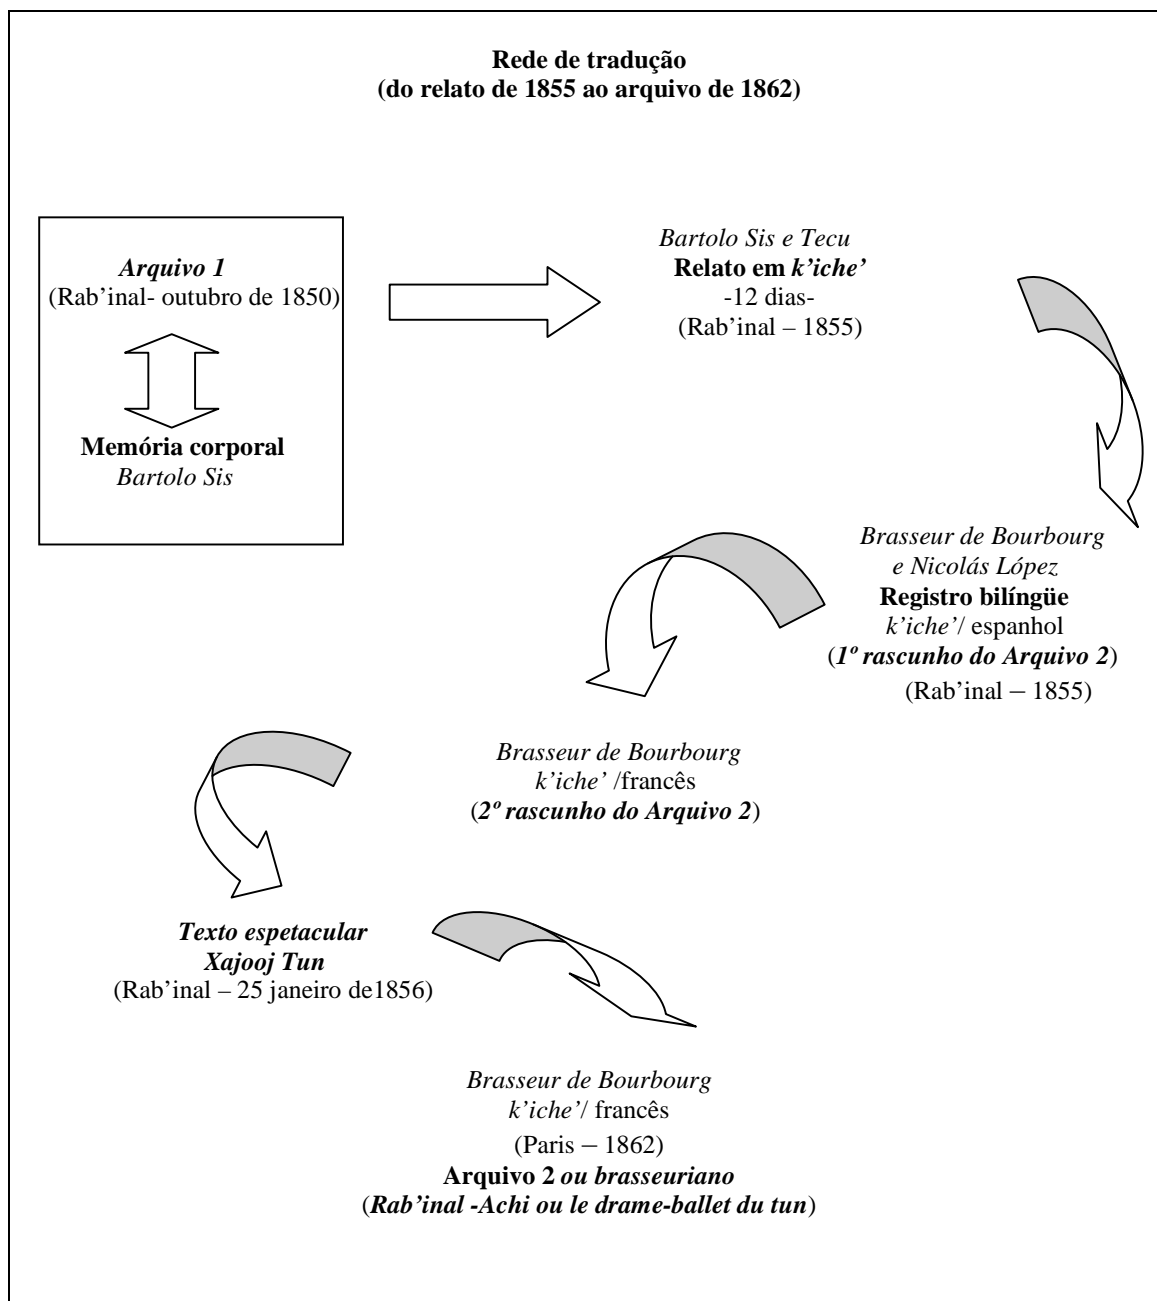 Rede de tradução
(do relato de 1855 ao arquivo de 1862)
Arquivo 1
(Rab’inal- outubro de 1850)
Memória corporal
Bartolo Sis
Bartolo Sis e Tecu
Relato em k’iche’
-12 dias-
(Rab’inal – 1855)
Brasseur de Bourbourg
e Nicolás López
Registro bilíngüe
k’iche’/ espanhol
(1º rascunho do Arquivo 2)
(Rab’inal – 1855)
Brasseur de Bourbourg
k’iche’ /francês
(2º rascunho do Arquivo 2)
Texto espetacular
Xajooj Tun
(Rab’inal – 25 janeiro de1856)
Brasseur de Bourbourg
k’iche’/ francês
(Paris – 1862)
Arquivo 2 ou brasseuriano
(Rab’inal -Achi ou le drame-ballet du tun)